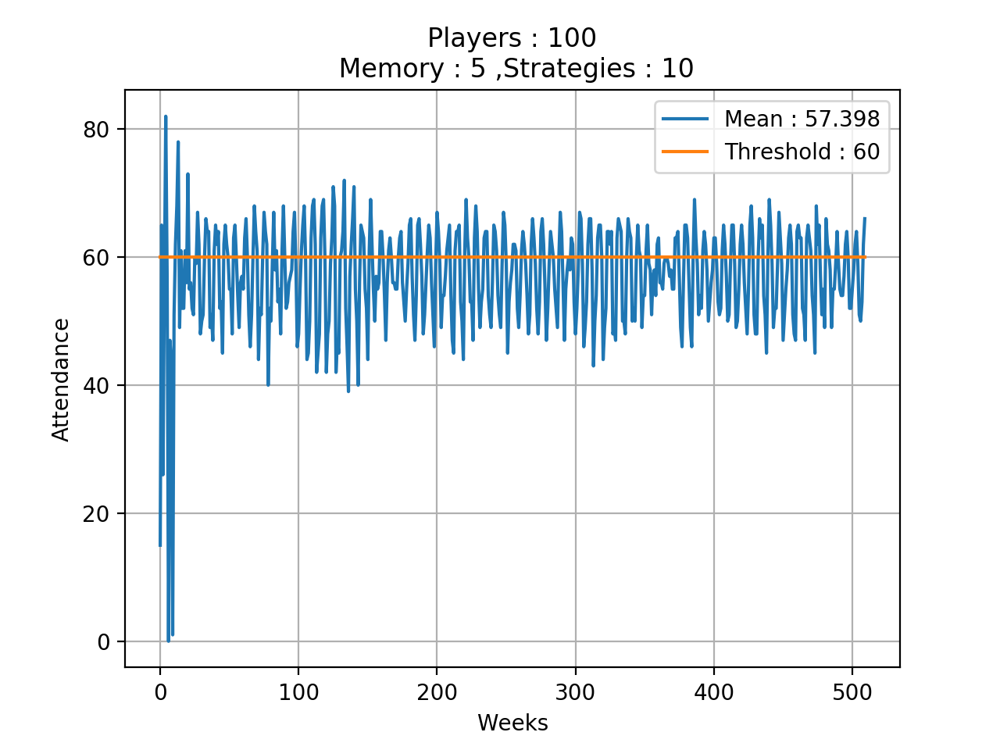 Players : 100
Memory : 5 ,Strategies : 10
Mean : 57.398
Threshold : 60
80
60
40
20
0
Attendance
0 100 200 300 400 500
Weeks